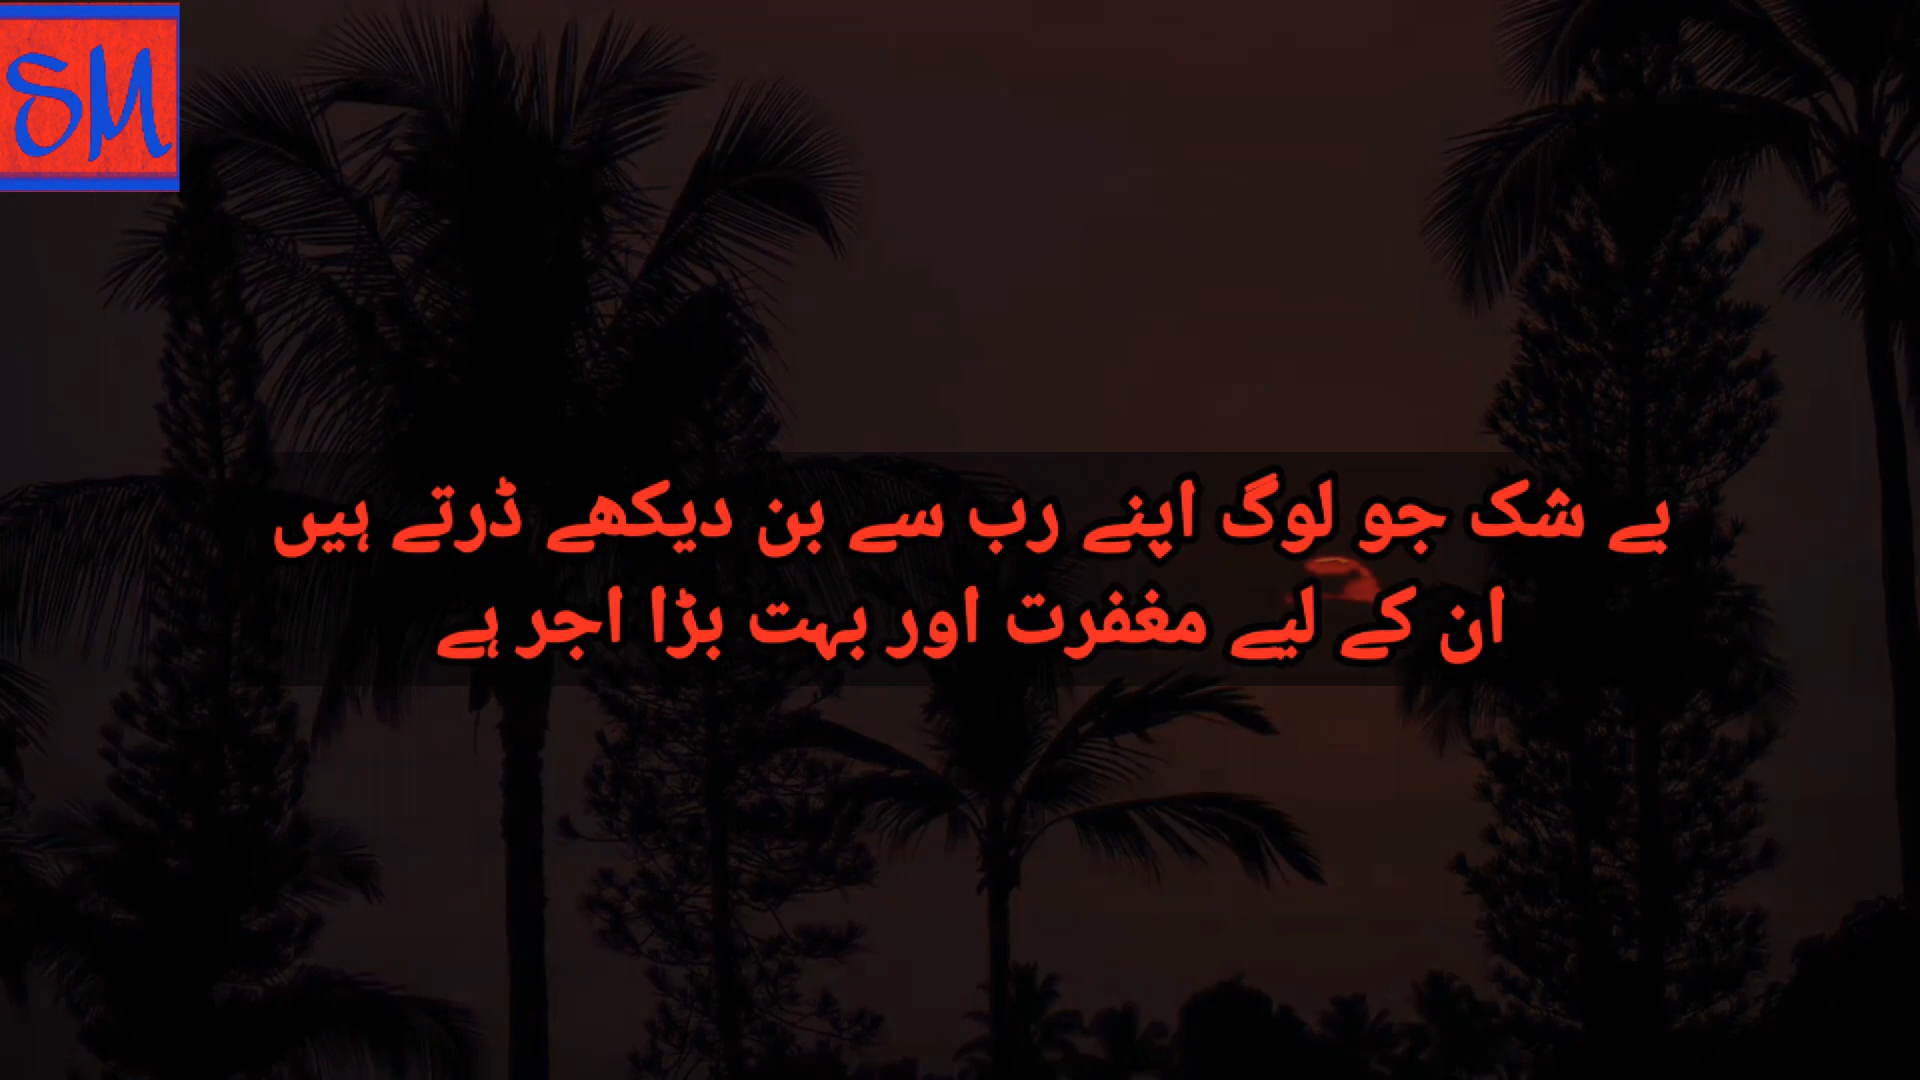 SM
بے شک جو لوگ اپنے رب سے بن دیکھے ڈرتے ہیں
ان کے لیے مغفرت اور بہت بڑا اجر ہے